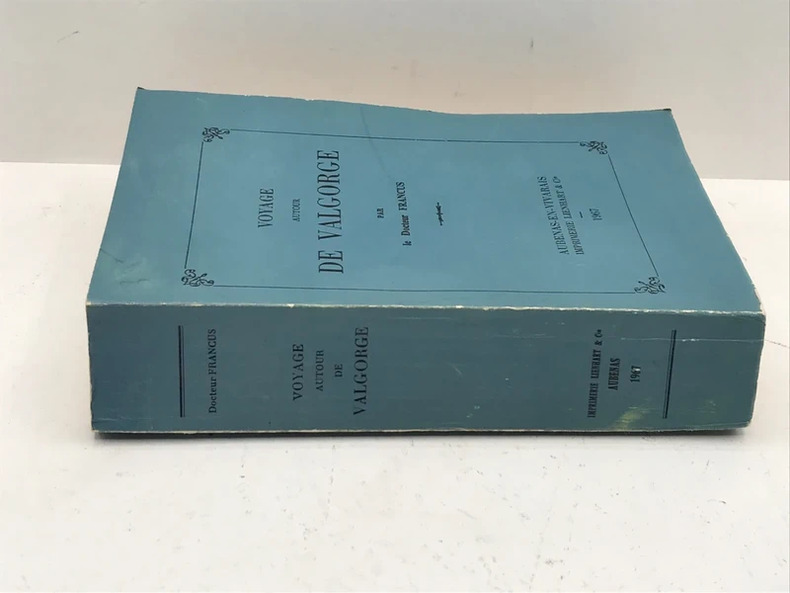 VOYAGE
AUTOUR
DE VALGORGE
PAR
le Docteur FRANCUS
AUBENAS-EN-VIVARAIS
IMPRIMERIE LIENHART & Cie
1967
Docteur FRANCUS
VOYAGE
AUTOUR
DE
VALGORGE
IMPRIMERIE LIENHART & Cie
AUBENAS
1967